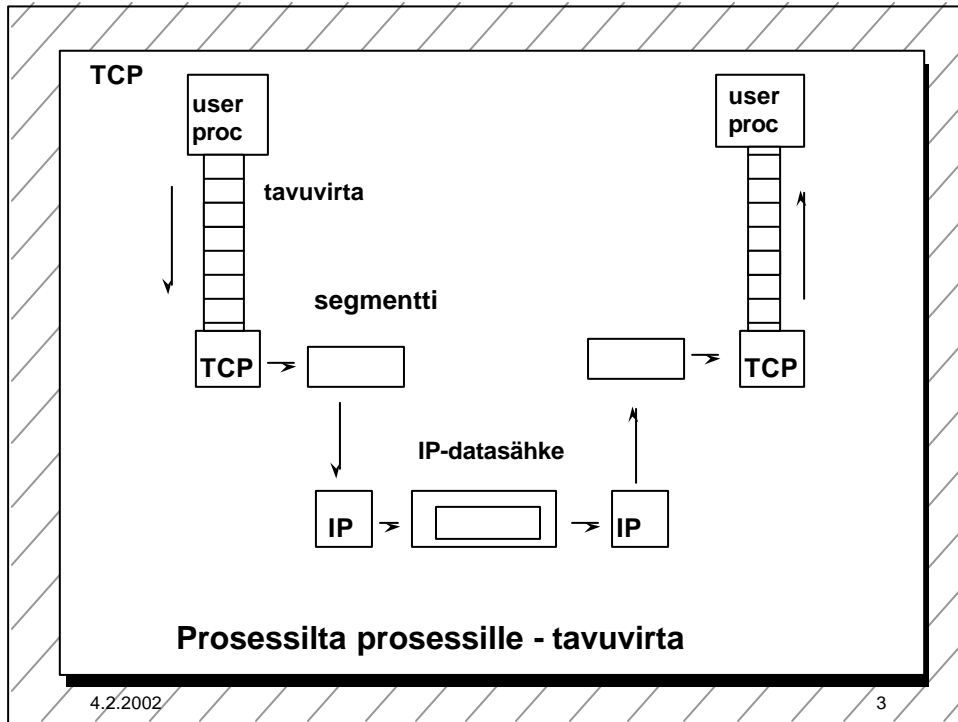 TCP
user
proc
user
proc
tavuvirta
segmentti
TCP
TCP
IP-datasähke
IP
IP
Prosessilta prosessille - tavuvirta
4.2.2002
3